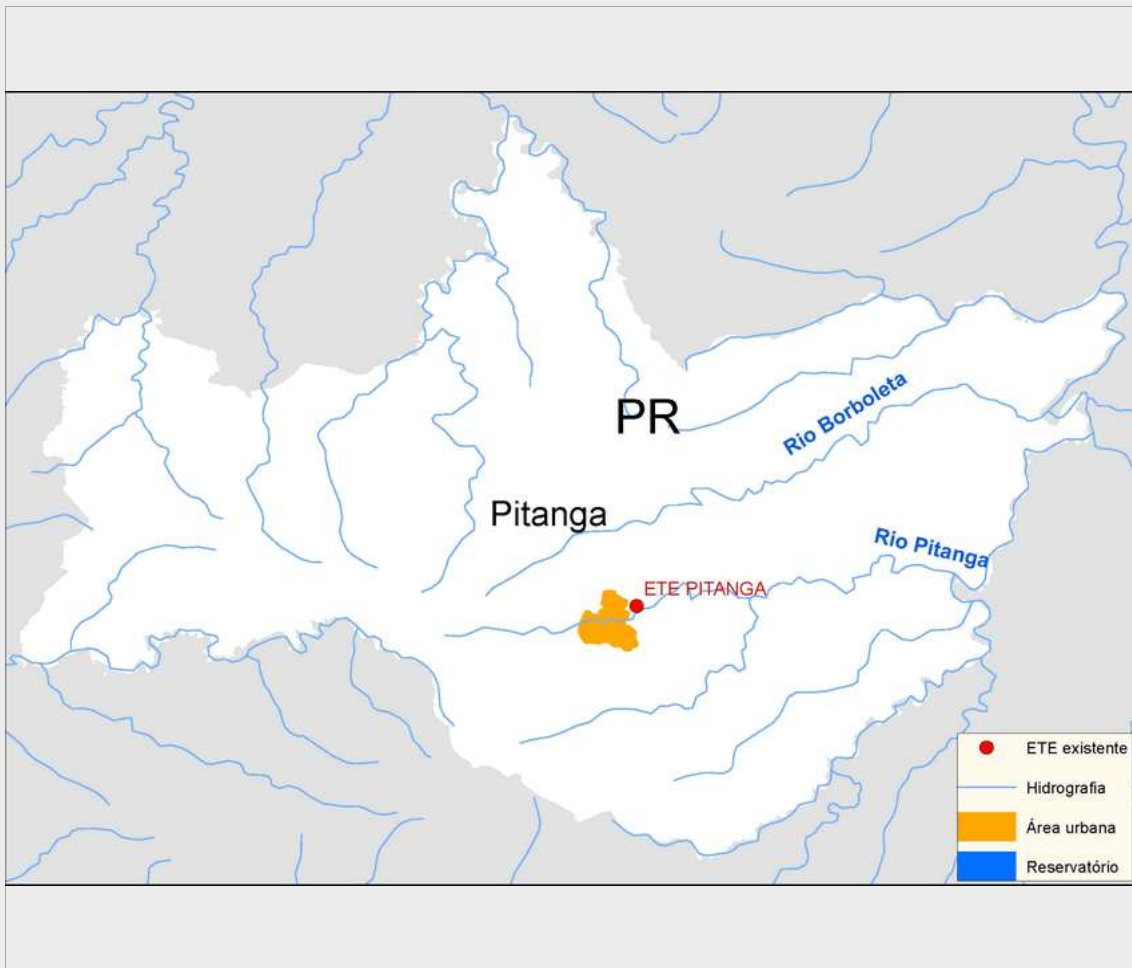 PR
Rio Borboleta
Pitanga
Rio Pitanga
ETE PITANGA
ETE existente
Hidrografia
Área urbana
Reservatório